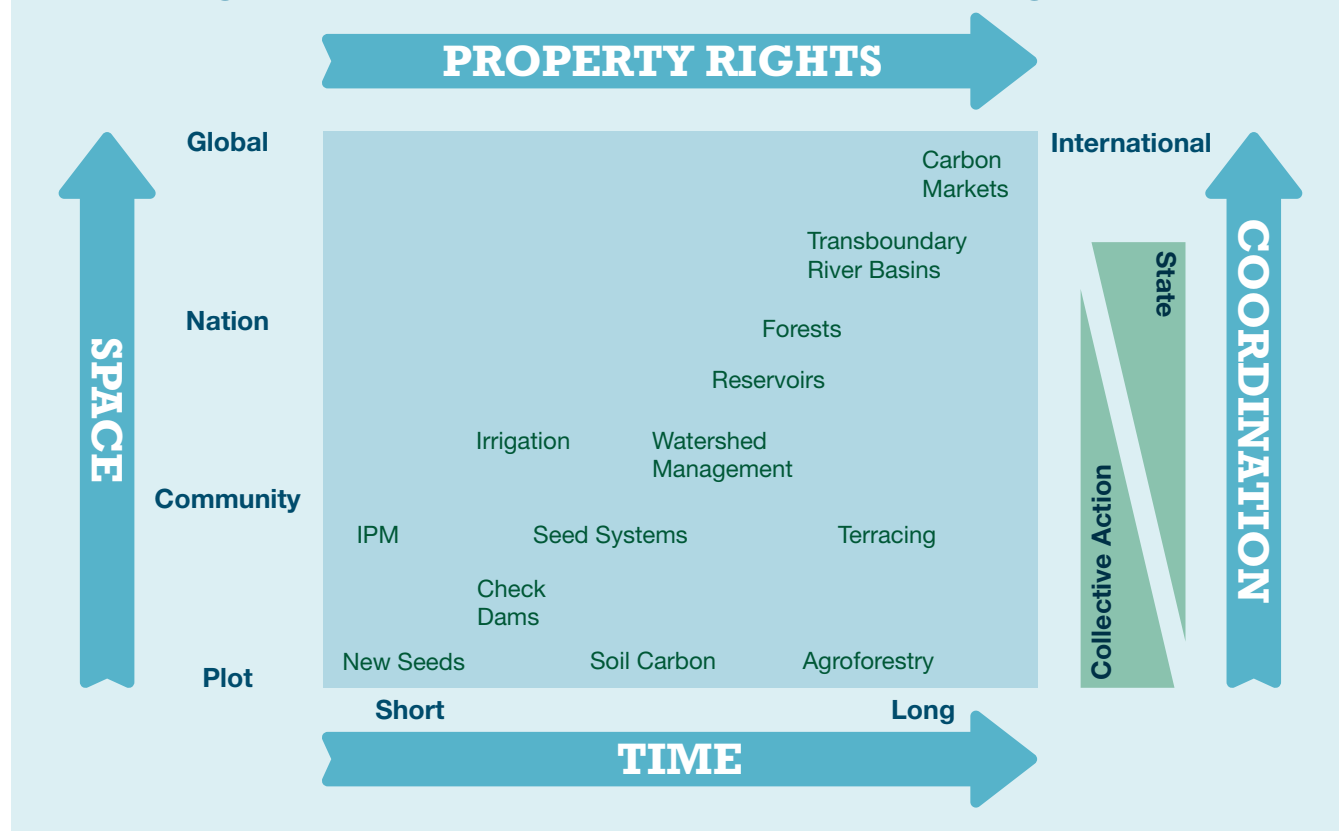 PROPERTY RIGHTS
Global
International
Carbon
Markets
Transboundary
River Basins
State
Nation
Forests
Reservoirs
SPACE
COORDINATION
Irrigation
Watershed
Management
Community
Collective Action
IPM
Seed Systems
Terracing
Check
Dams
New Seeds
Soil Carbon
Agroforestry
Plot
Short
Long
TIME